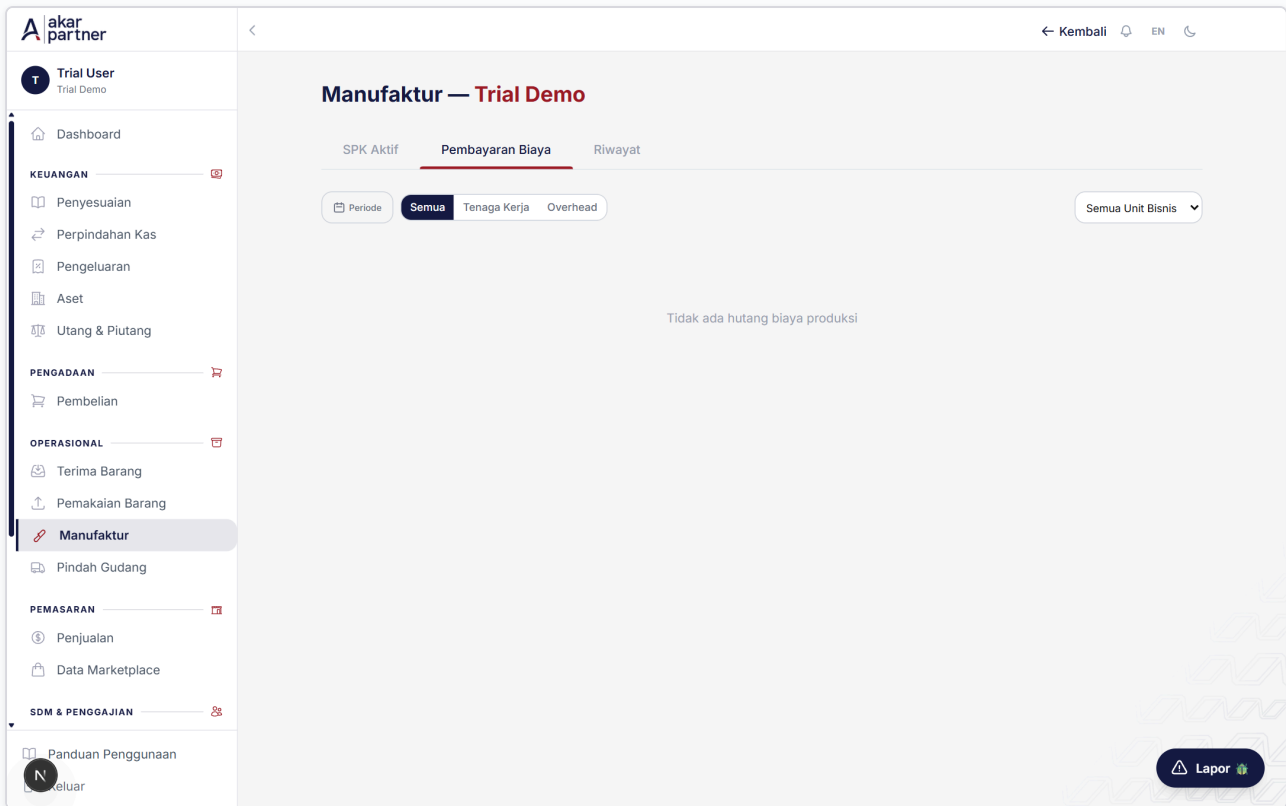 akar
partner
← Kembali
EN
T
Trial User
Trial Demo
Manufaktur — Trial Demo
Dashboard
SPK Aktif
Pembayaran Biaya
Riwayat
KEUANGAN
Penyesuaian
Perpindahan Kas
Pengeluaran
Aset
Utang & Piutang
Periode
Semua
Tenaga Kerja
Overhead
Semua Unit Bisnis
Tidak ada hutang biaya produksi
PENGADAAN
Pembelian
OPERASIONAL
Terima Barang
Pemakaian Barang
Manufaktur
Pindah Gudang
PEMASARAN
Penjualan
Data Marketplace
SDM & PENGGAJIAN
Panduan Penggunaan
N
eluar
Lapor